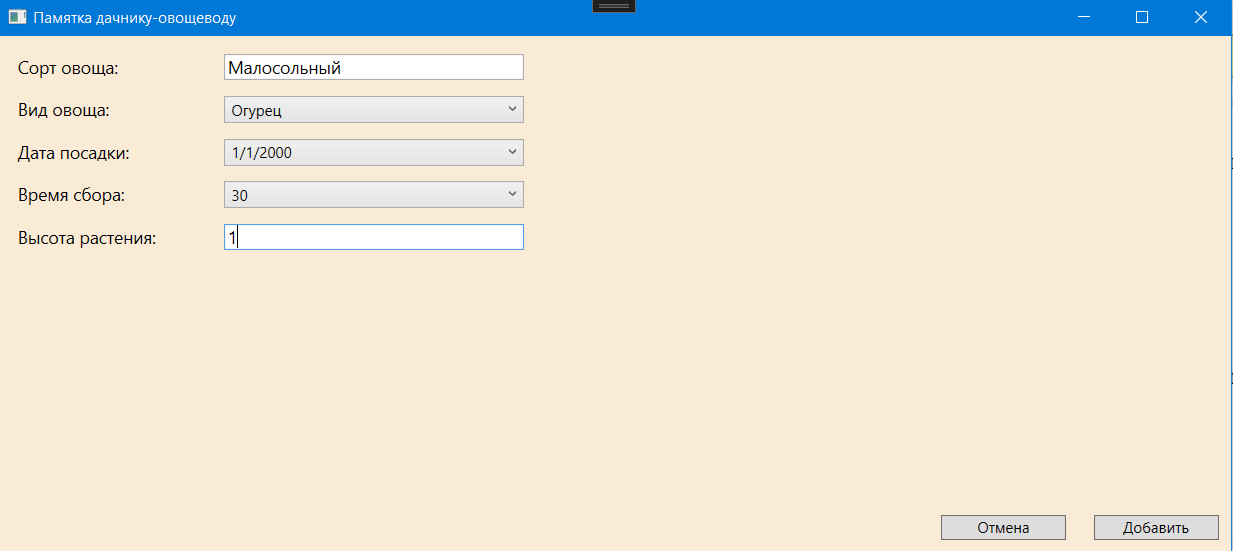 Памятка дачнику-овощеводу
Сорт овоща: Малосольный
Вид овоща: Огурец
Дата посадки: 1/1/2000
Время сбора: 30
Высота растения: 1
Отмена Добавить